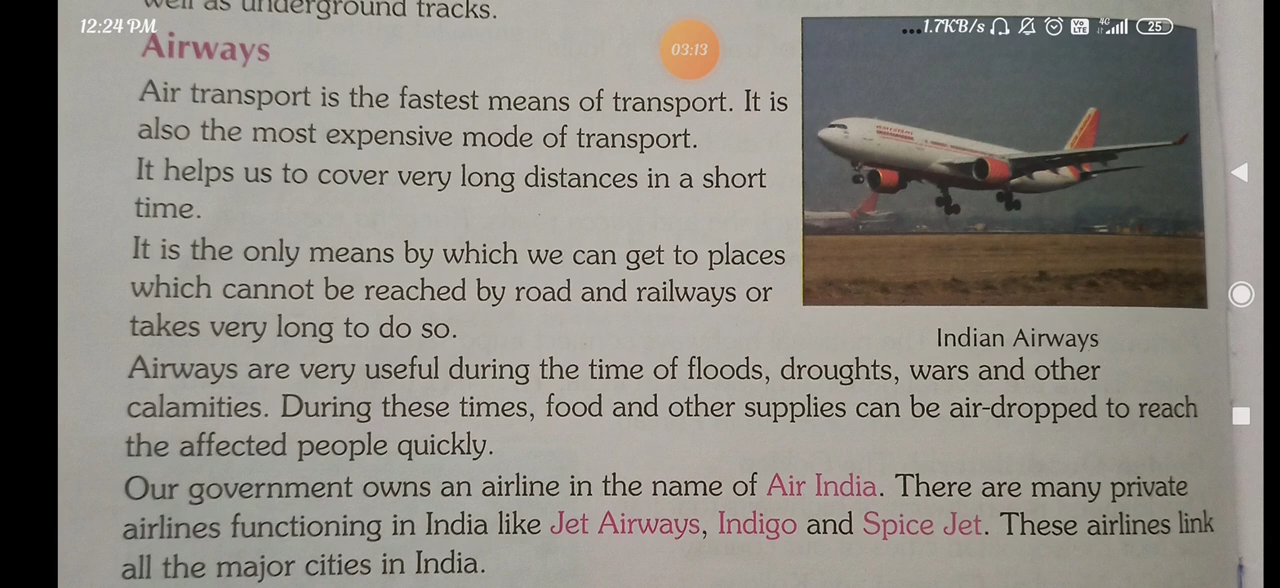 well as underground tracks.
12:24 PM
03:13
...1.7KB/s
Vo
LTE
4G
25
Airways
Air transport is the fastest means of transport. It is
also the most expensive mode of transport.
It helps us to cover very long distances in a short
time.
It is the only means by which we can get to places
which cannot be reached by road and railways or
takes very long to do so.
Indian Airways
Airways are very useful during the time of floods, droughts, wars and other
calamities. During these times, food and other supplies can be air-dropped to reach
the affected people quickly.
Our government owns an airline in the name of Air India. There are many private
airlines functioning in India like Jet Airways, Indigo and Spice Jet. These airlines link
all the major cities in India.